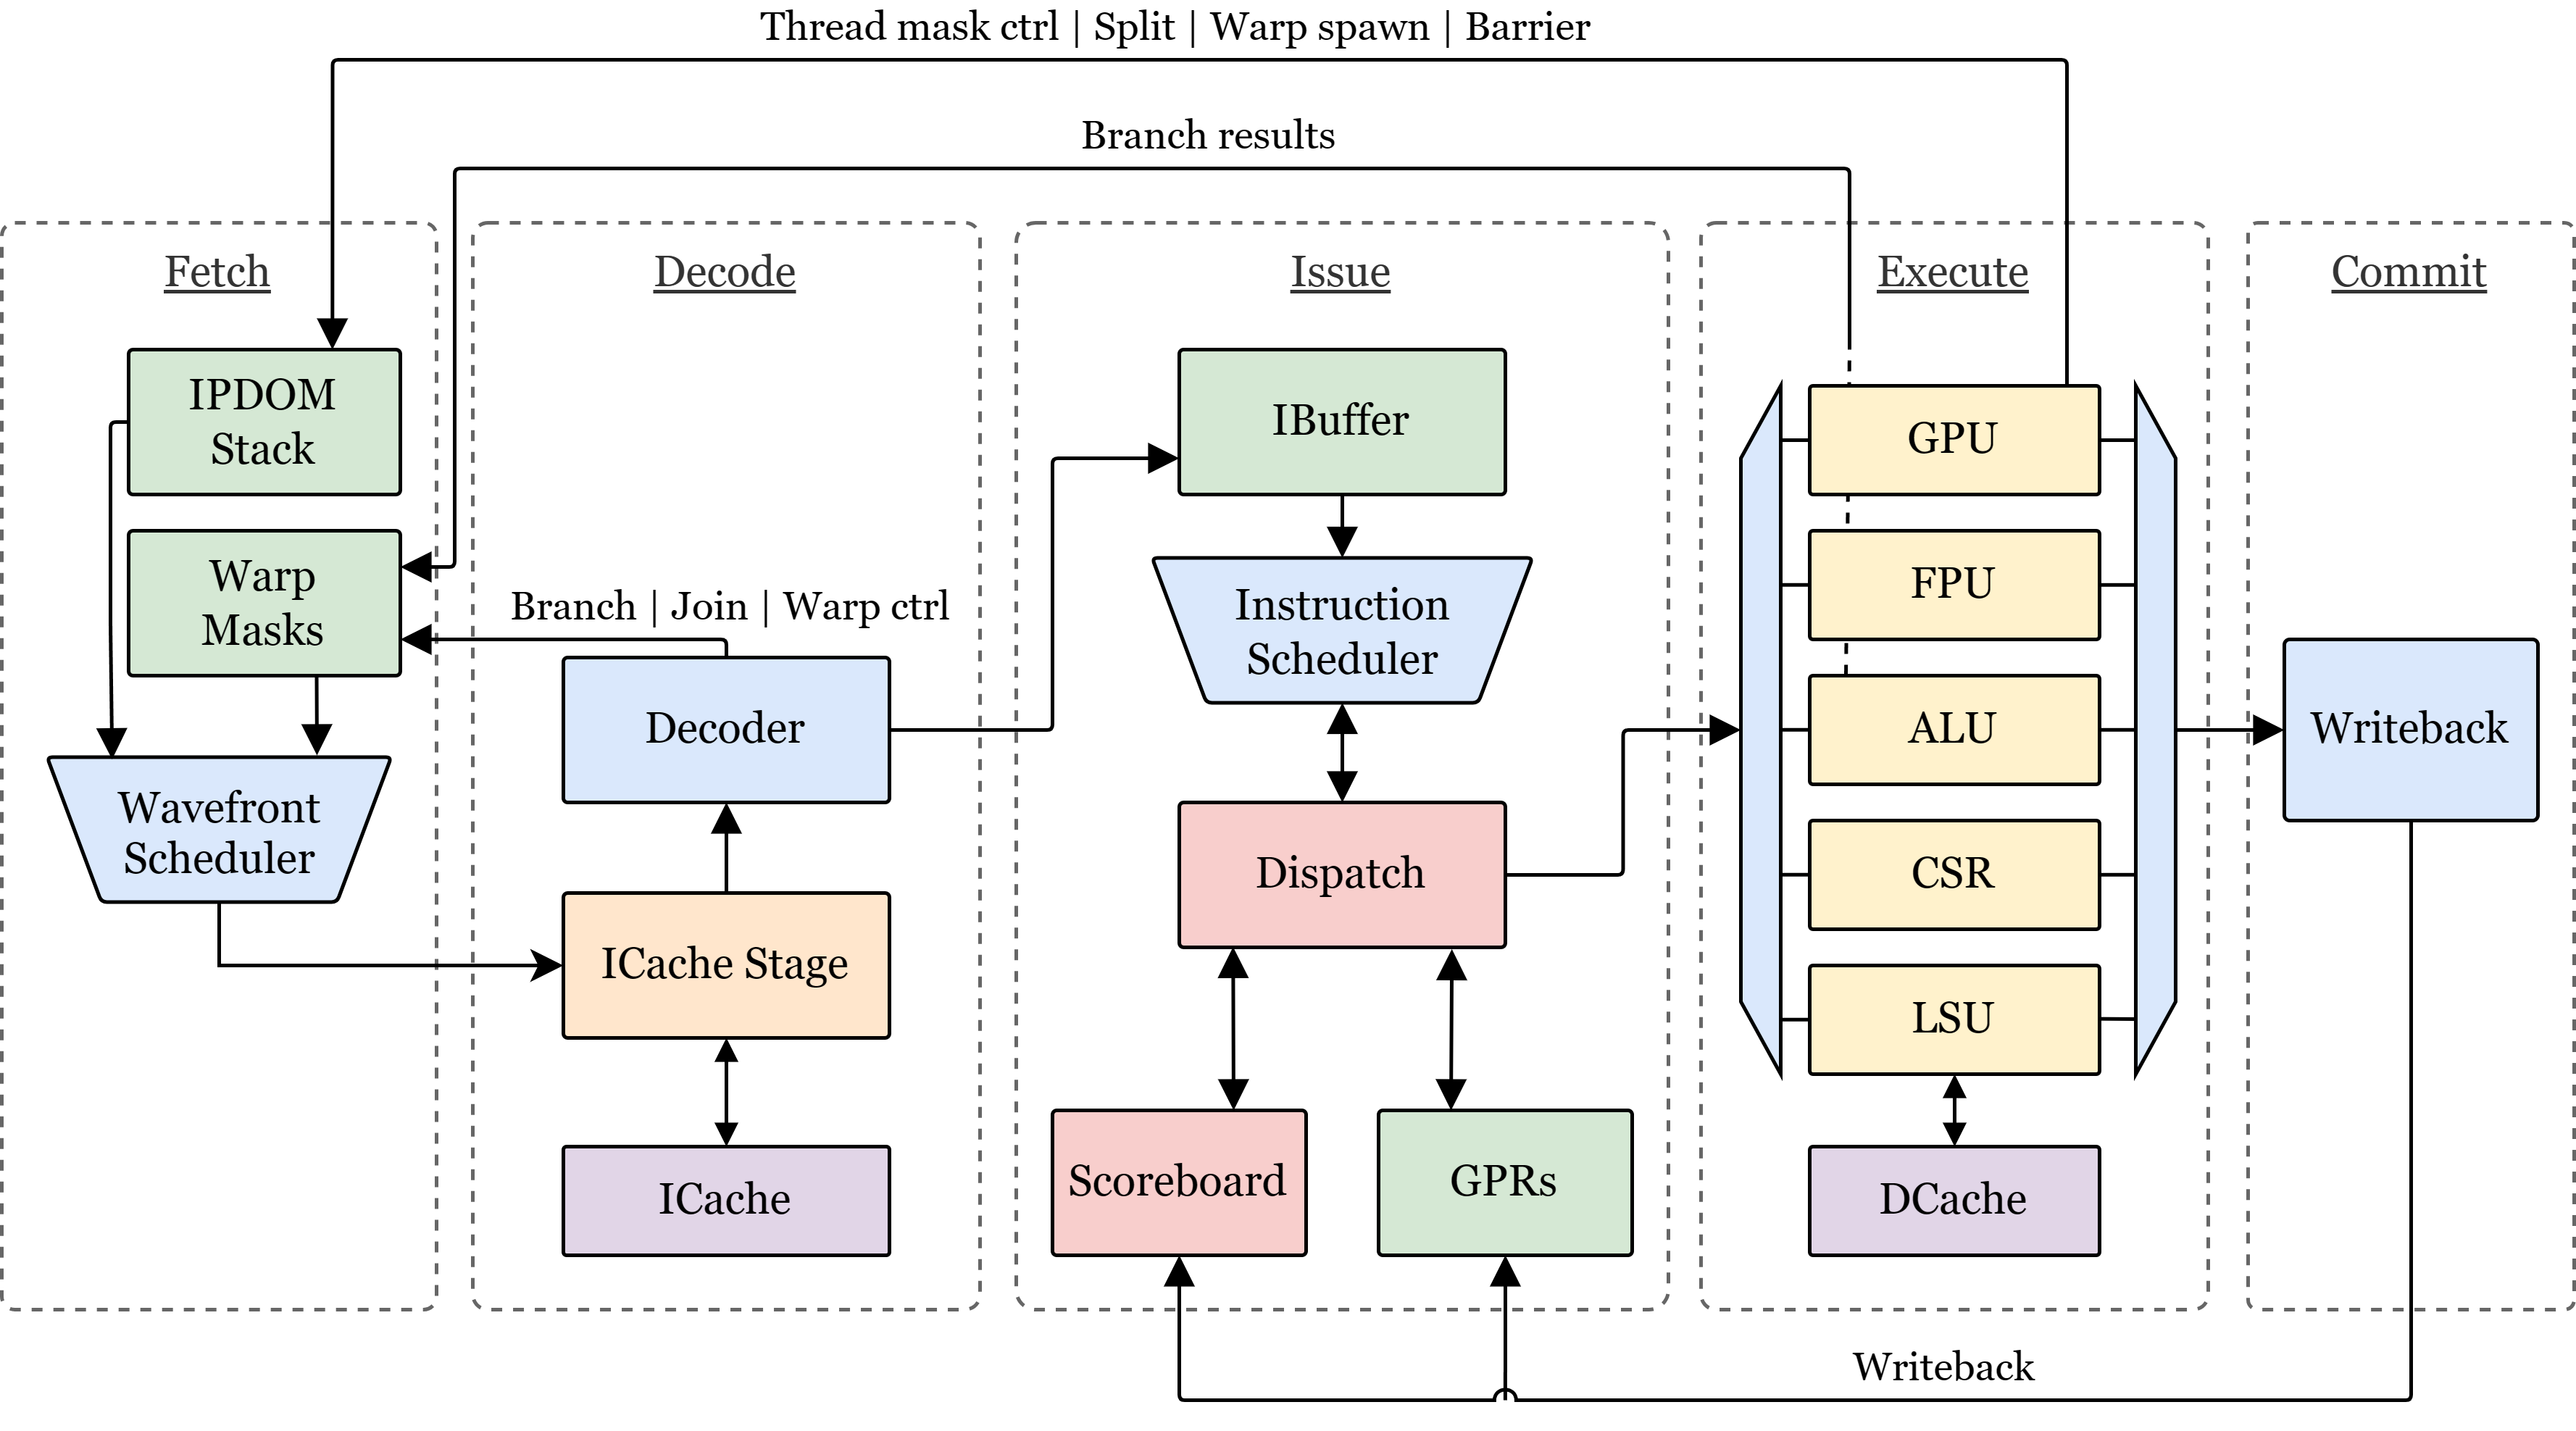 Thread mask ctrl | Split | Warp spawn | Barrier
Branch results
Fetch
IPDOM
Stack
Warp
Masks
Wavefront
Scheduler
Decode
Branch | Join | Warp ctrl
Decoder
ICache Stage
ICache
Issue
IBuffer
Instruction
Scheduler
Dispatch
Scoreboard
GPRs
Execute
GPU
FPU
ALU
CSR
LSU
DCache
Commit
Writeback
Writeback